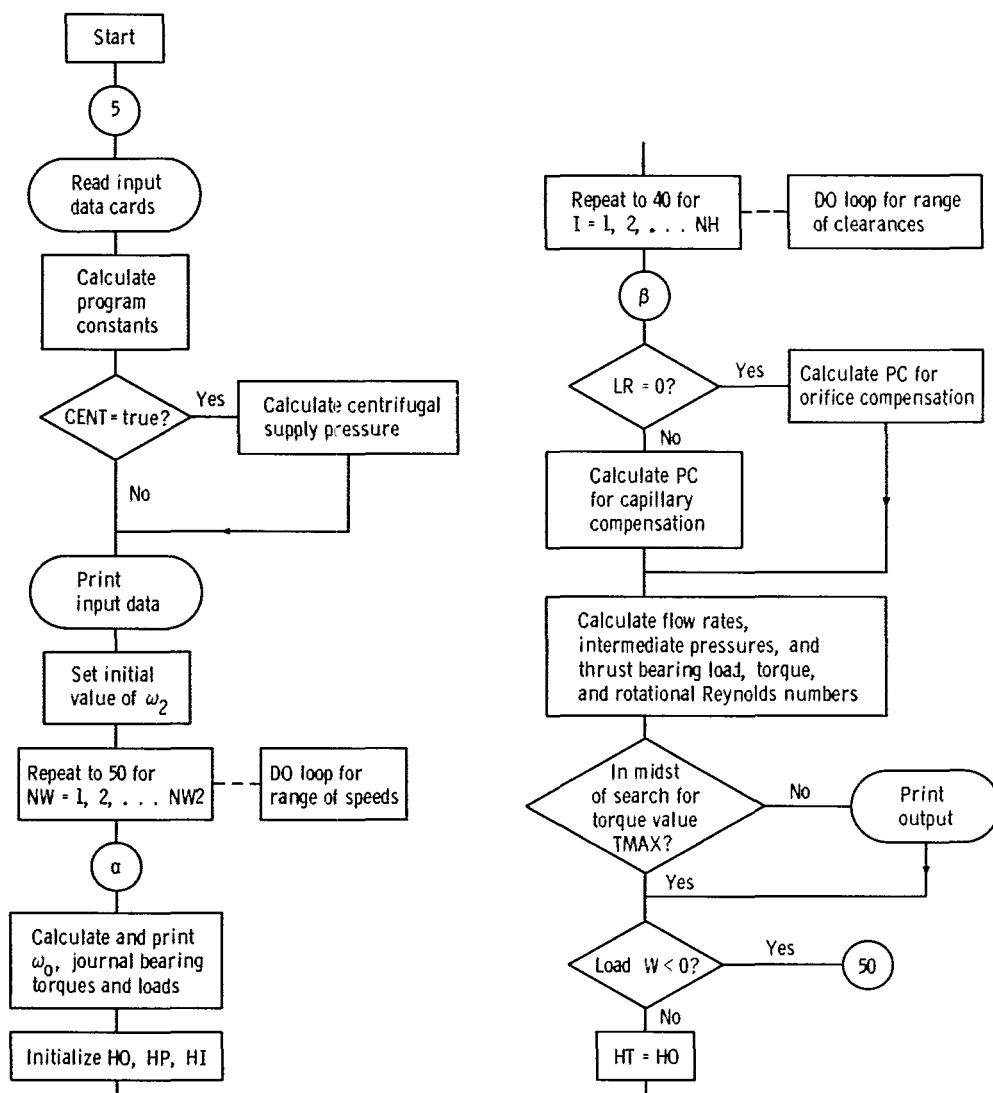 Start
5
Read input
data cards
Calculate
program
constants
CENT = true?
Yes
Calculate centrifugal
supply pressure
No
Print
input data
Set initial
value of ω₂
Repeat to 50 for
NW = 1, 2, . . . NW2
DO loop for
range of speeds
α
Calculate and print
ω₀, journal bearing
torques and loads
Initialize HO, HP, HI
Repeat to 40 for
I = 1, 2, . . . NH
DO loop for range
of clearances
β
LR = 0?
Yes
Calculate PC for
orifice compensation
No
Calculate PC
for capillary
compensation
Calculate flow rates,
intermediate pressures, and
thrust bearing load, torque,
and rotational Reynolds numbers
In midst
of search for
torque value
TMAX?
No
Print
output
Yes
Load W < 0?
Yes
50
No
HT = HO